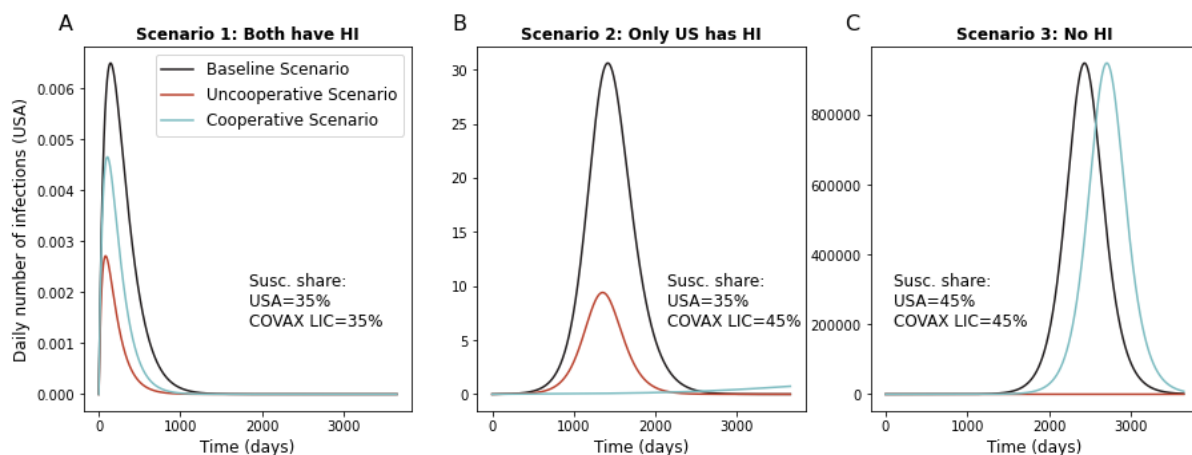 A
Scenario 1: Both have HI
Daily number of infections (USA)
0.006
0.005
0.004
0.003
0.002
0.001
0.000
Baseline Scenario
Uncooperative Scenario
Cooperative Scenario
Susc. share:
USA=35%
COVAX LIC=35%
0
1000
2000
3000
Time (days)
B
Scenario 2: Only US has HI
30
25
20
15
10
5
0
Susc. share:
USA=35%
COVAX LIC=45%
0
1000
2000
3000
Time (days)
C
Scenario 3: No HI
800000
600000
400000
200000
0
Susc. share:
USA=45%
COVAX LIC=45%
0
1000
2000
3000
Time (days)